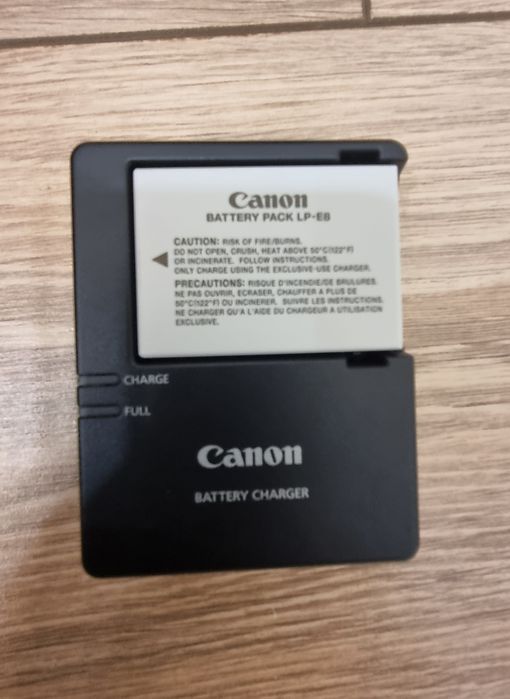 Canon
BATTERY PACK LP-E8
CAUTION: RISK OF FIRE/BURNS.
DO NOT OPEN, CRUSH, HEAT ABOVE 50°C(122°F)
OR INCINERATE. FOLLOW INSTRUCTIONS.
ONLY CHARGE USING THE EXCLUSIVE-USE CHARGER.
PRECAUTIONS: RISQUE D'INCENDIE/DE BRULURES.
NE PAS OUVRIR, ECRASER, CHAUFFER A PLUS DE
50°C(122°F) OU INCINERER. SUIVRE LES INSTRUCTIONS.
NE CHARGER QU'A L'AIDE DU CHARGEUR A UTILISATION
EXCLUSIVE.
CHARGE
FULL
Canon
BATTERY CHARGER